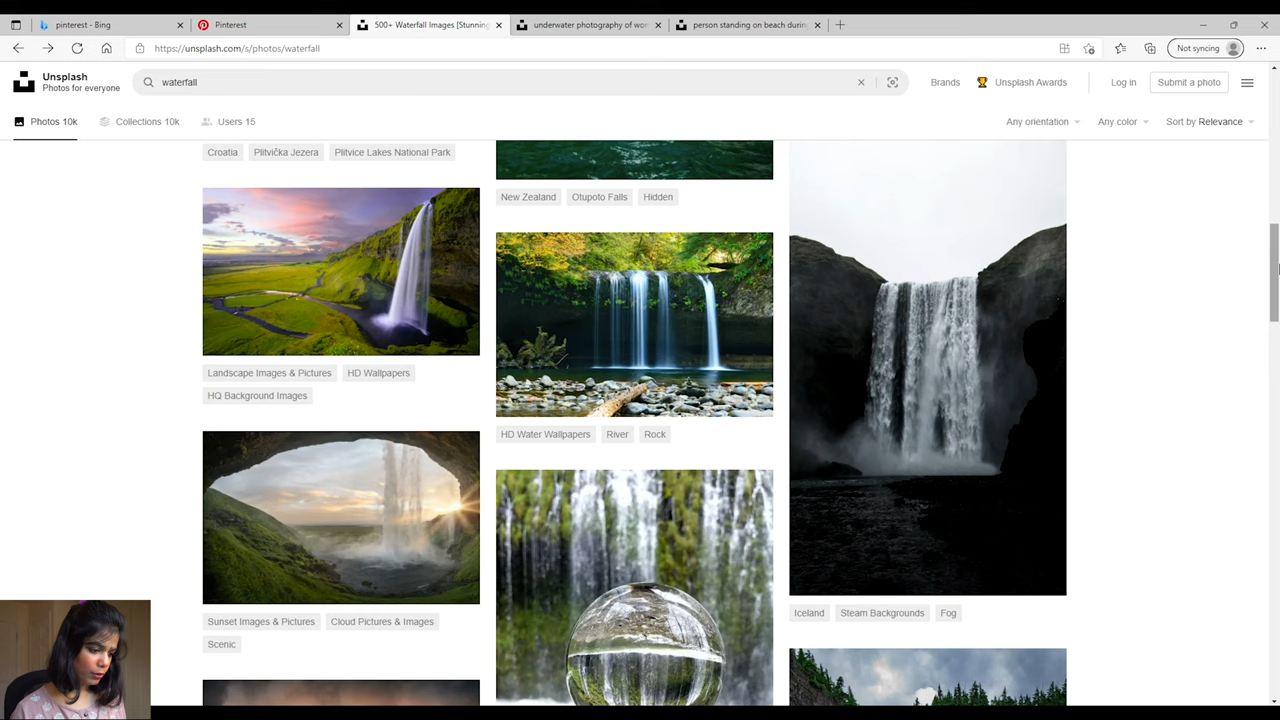 pinterest - Bing
Pinterest
500+ Waterfall Images [Stunning
underwater photography of wor
person standing on beach durin
https://unsplash.com/s/photos/waterfall
Not syncing
Unsplash
Photos for everyone
waterfall
Brands
Unsplash Awards
Log in
Submit a photo
Photos 10k
Collections 10k
Users 15
Any orientation
Any color
Sort by Relevance
Croatia
Plitvička Jezera
Plitvice Lakes National Park
New Zealand
Otupoto Falls
Hidden
Landscape Images & Pictures
HD Wallpapers
HQ Background Images
HD Water Wallpapers
River
Rock
Iceland
Steam Backgrounds
Fog
Sunset Images & Pictures
Cloud Pictures & Images
Scenic